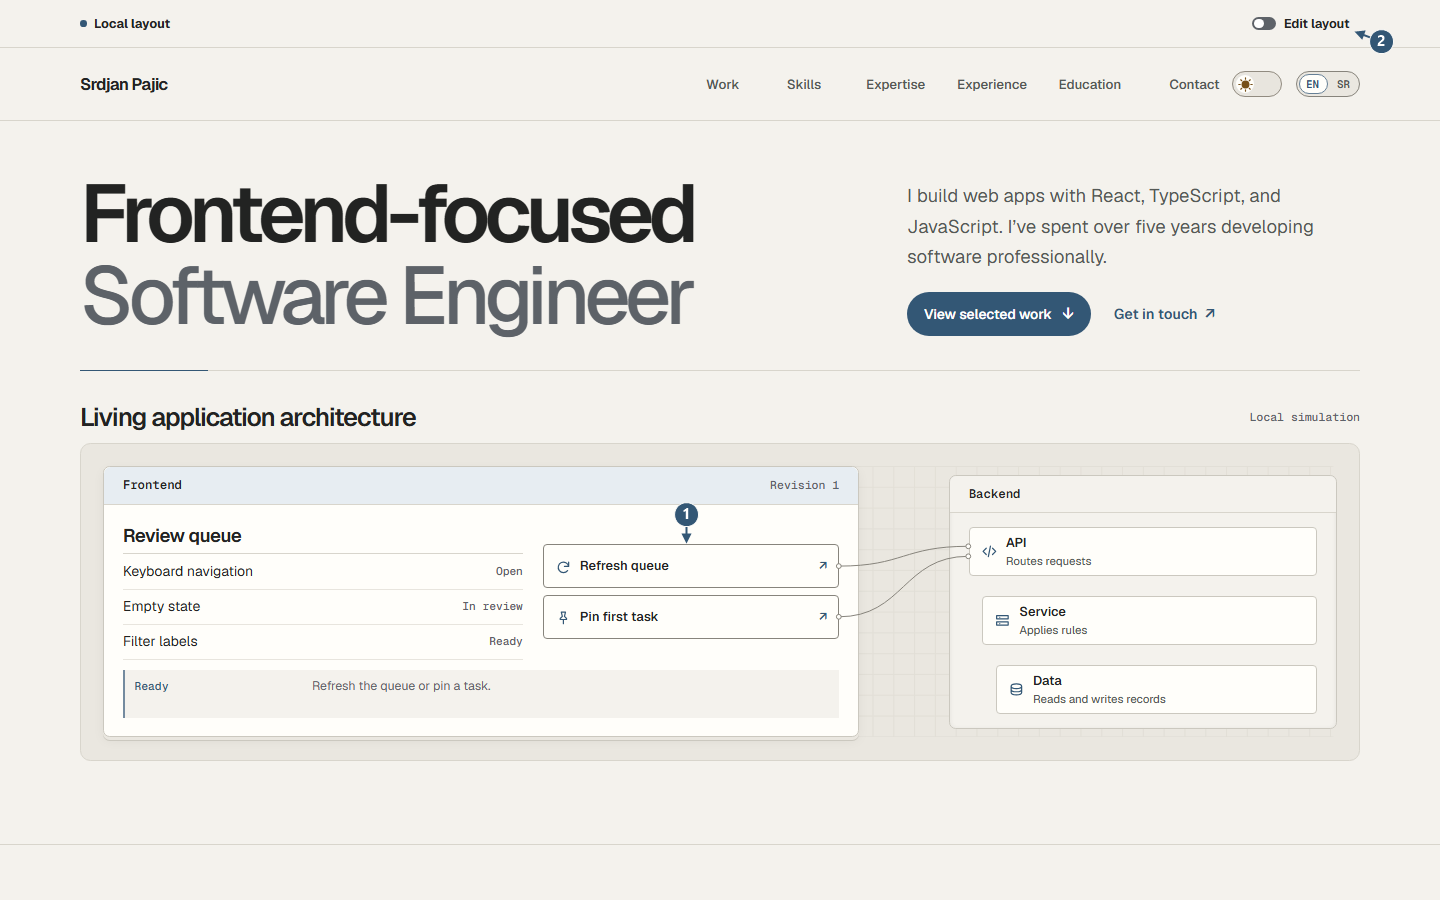 Local layout
Edit layout
2
Srdjan Pajic
Work
Skills
Expertise
Experience
Education
Contact
EN
SR
Frontend-focused
Software Engineer
I build web apps with React, TypeScript, and
JavaScript. I’ve spent over five years developing
software professionally.
View selected work
Get in touch
Living application architecture
Local simulation
Frontend
Revision 1
1
Review queue
Keyboard navigation
Open
Empty state
In review
Filter labels
Ready
Refresh queue
Pin first task
Ready
Refresh the queue or pin a task.
Backend
API
Routes requests
Service
Applies rules
Data
Reads and writes records